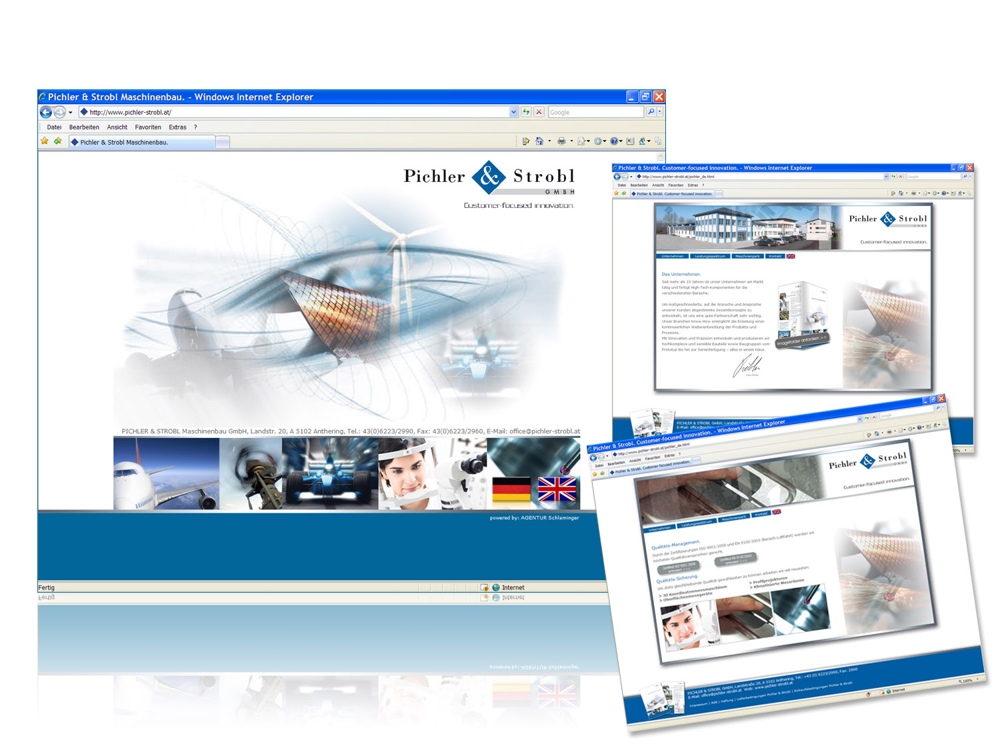 Pichler & Strobl Maschinenbau. - Windows Internet Explorer
http://www.pichler-strobl.at/
Google
Datei Bearbeiten Ansicht Favoriten Extras ?
Pichler & Strobl Maschinenbau.
Pichler & Strobl
GMBH
Customer-focused innovation.
PICHLER & STROBL Maschinenbau GmbH, Landstr. 20, A 5102 Anthering, Tel.: 43(0)6223/2990, Fax: 43(0)6223/2960, E-Mail: office@pichler-strobl.at
powered by: AGENTUR Schlaminger
Fertig
Internet
Pichler & Strobl. Customer-focused innovation. - Windows Internet Explorer
http://www.pichler-strobl.at/pichler_de.html
Google
Datei Bearbeiten Ansicht Favoriten Extras ?
Pichler & Strobl. Customer-focused innovation.
Pichler & Strobl
GMBH
Customer-focused innovation.
Unternehmen Leistungsspektrum Maschinenpark Kontakt
Das Unternehmen.
Seit mehr als 10 Jahren ist unser Unternehmen am Markt
tätig und fertigt High-Tech-Komponenten für die
verschiedensten Bereiche.
Um maßgeschneiderte, auf die Wünsche und Ansprüche
unserer Kunden abgestimmte Gesamtkonzepte zu
entwickeln, ist uns eine gute Partnerschaft sehr wichtig.
Unser Branchen Know-How ermöglicht die Erzielung einer
kontinuierlichen Weiterentwicklung der Produkte und
Prozesse.
Mit Innovation und Präzision entwickeln und produzieren wir
hochkomplexe und sensible Bauteile sowie Baugruppen vom
Prototyp bis hin zur Serienfertigung – alles in einem Haus.
Imagefolder anfordern >>
PICHLER & STROBL GmbH, Landstraße
E-Mail: office@pichler
Pichler & Strobl. Customer-focused innovation. - Windows Internet Explorer
http://www.pichler-strobl.at/pichler_de.html
Google
Datei Bearbeiten Ansicht Favoriten Extras ?
Pichler & Strobl. Customer-focused innovation.
Pichler & Strobl
GMBH
Customer-focused innovation.
Unternehmen Leistungsspektrum Maschinenpark Kontakt
Qualitäts-Management.
Durch die Zertifizierungen ISO 9001:2008 und EN 9100:2003 (Bereich Luftfahrt) werden wir
höchsten Qualitätsansprüchen gerecht.
Zertifikat ISO 9001:2008
anfordern >>>
Zertifikat EN 9100:2003
anfordern >>>
Qualitäts-Sicherung.
Um stets gleichbleibende Qualität gewährleisten zu können arbeiten wir mit neuesten:
> 3D Koordinatenmessmaschinen
> Oberflächenmessgeräte
> Profilprojektoren
> Klimatisierte Messräume
PICHLER & STROBL GmbH, Landstraße 20, A 5102 Anthering, Tel.: +43 (0) 6223/2990, Fax: 2960
E-Mail: office@pichler-strobl.at Web: www.pichler-strobl.at
Impressum | AGB | Haftung | Lieferbedingungen Pichler & Strobl | Einkaufsbedingungen Pichler & Strobl
Internet
100%